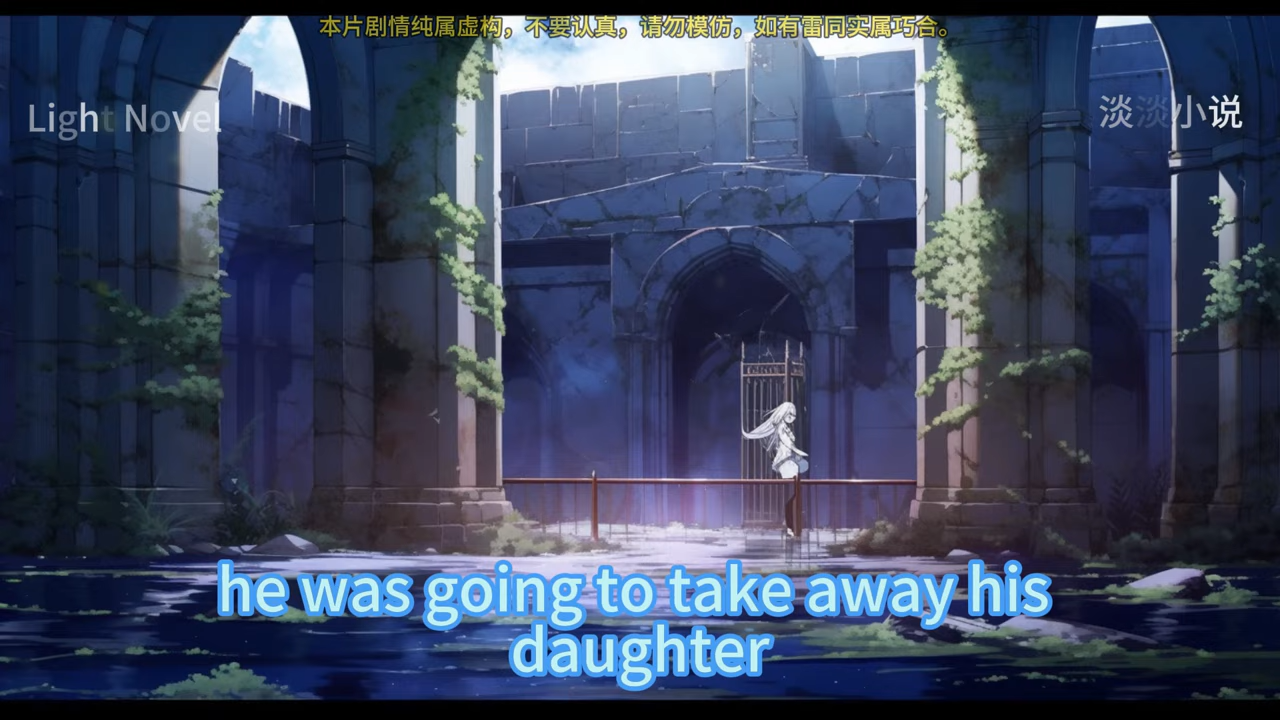 本片剧情纯属虚构，不要认真，请勿模仿，如有雷同实属巧合。
Light Novel
淡淡小说
he was going to take away his
daughter